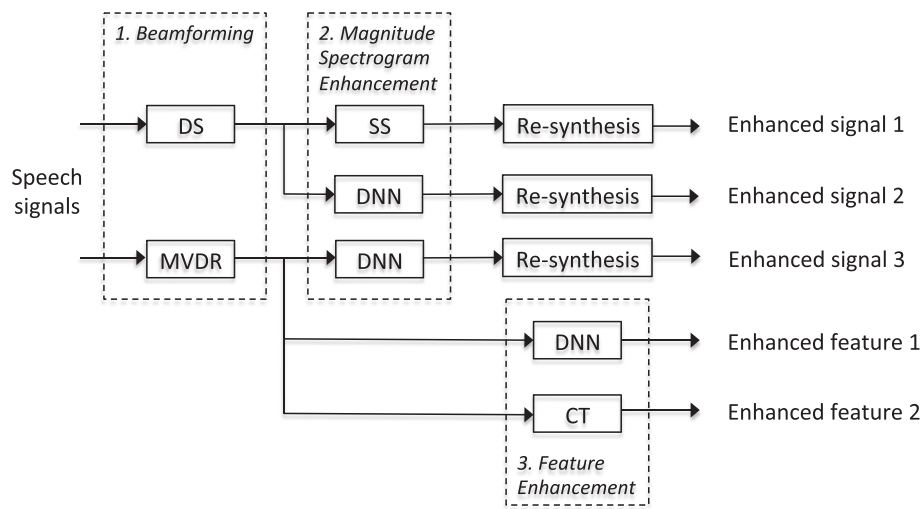 1. Beamforming
2. Magnitude
Spectrogram
Enhancement
Speech
signals
DS
SS
Re-synthesis
Enhanced signal 1
DNN
Re-synthesis
Enhanced signal 2
MVDR
DNN
Re-synthesis
Enhanced signal 3
DNN
Enhanced feature 1
CT
Enhanced feature 2
3. Feature
Enhancement